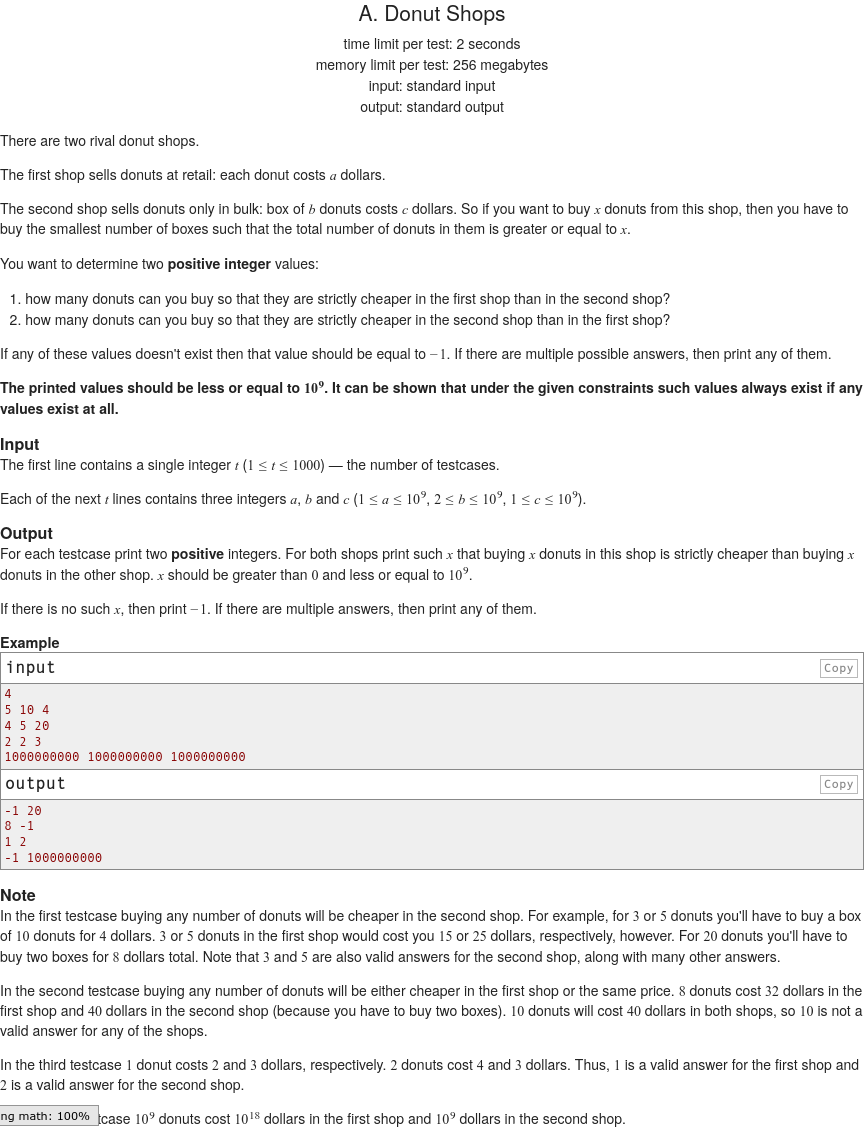 A. Donut Shops
time limit per test: 2 seconds
memory limit per test: 256 megabytes
input: standard input
output: standard output
There are two rival donut shops.
The first shop sells donuts at retail: each donut costs a dollars.
The second shop sells donuts only in bulk: box of b donuts costs c dollars. So if you want to buy x donuts from this shop, then you have to
buy the smallest number of boxes such that the total number of donuts in them is greater or equal to x.
You want to determine two positive integer values:
1. how many donuts can you buy so that they are strictly cheaper in the first shop than in the second shop?
2. how many donuts can you buy so that they are strictly cheaper in the second shop than in the first shop?
If any of these values doesn't exist then that value should be equal to −1. If there are multiple possible answers, then print any of them.
The printed values should be less or equal to 10⁹. It can be shown that under the given constraints such values always exist if any
values exist at all.
Input
The first line contains a single integer t (1 ≤ t ≤ 1000) — the number of testcases.
Each of the next t lines contains three integers a, b and c (1 ≤ a ≤ 10⁹, 2 ≤ b ≤ 10⁹, 1 ≤ c ≤ 10⁹).
Output
For each testcase print two positive integers. For both shops print such x that buying x donuts in this shop is strictly cheaper than buying x
donuts in the other shop. x should be greater than 0 and less or equal to 10⁹.
If there is no such x, then print −1. If there are multiple answers, then print any of them.
Example
input Copy
4
5 10 4
4 5 20
2 2 3
1000000000 1000000000 1000000000
output Copy
-1 20
8 -1
1 2
-1 1000000000
Note
In the first testcase buying any number of donuts will be cheaper in the second shop. For example, for 3 or 5 donuts you'll have to buy a box
of 10 donuts for 4 dollars. 3 or 5 donuts in the first shop would cost you 15 or 25 dollars, respectively, however. For 20 donuts you'll have to
buy two boxes for 8 dollars total. Note that 3 and 5 are also valid answers for the second shop, along with many other answers.
In the second testcase buying any number of donuts will be either cheaper in the first shop or the same price. 8 donuts cost 32 dollars in the
first shop and 40 dollars in the second shop (because you have to buy two boxes). 10 donuts will cost 40 dollars in both shops, so 10 is not a
valid answer for any of the shops.
In the third testcase 1 donut costs 2 and 3 dollars, respectively. 2 donuts cost 4 and 3 dollars. Thus, 1 is a valid answer for the first shop and
2 is a valid answer for the second shop.
ng math: 100% tcase 10⁹ donuts cost 10¹⁸ dollars in the first shop and 10⁹ dollars in the second shop.